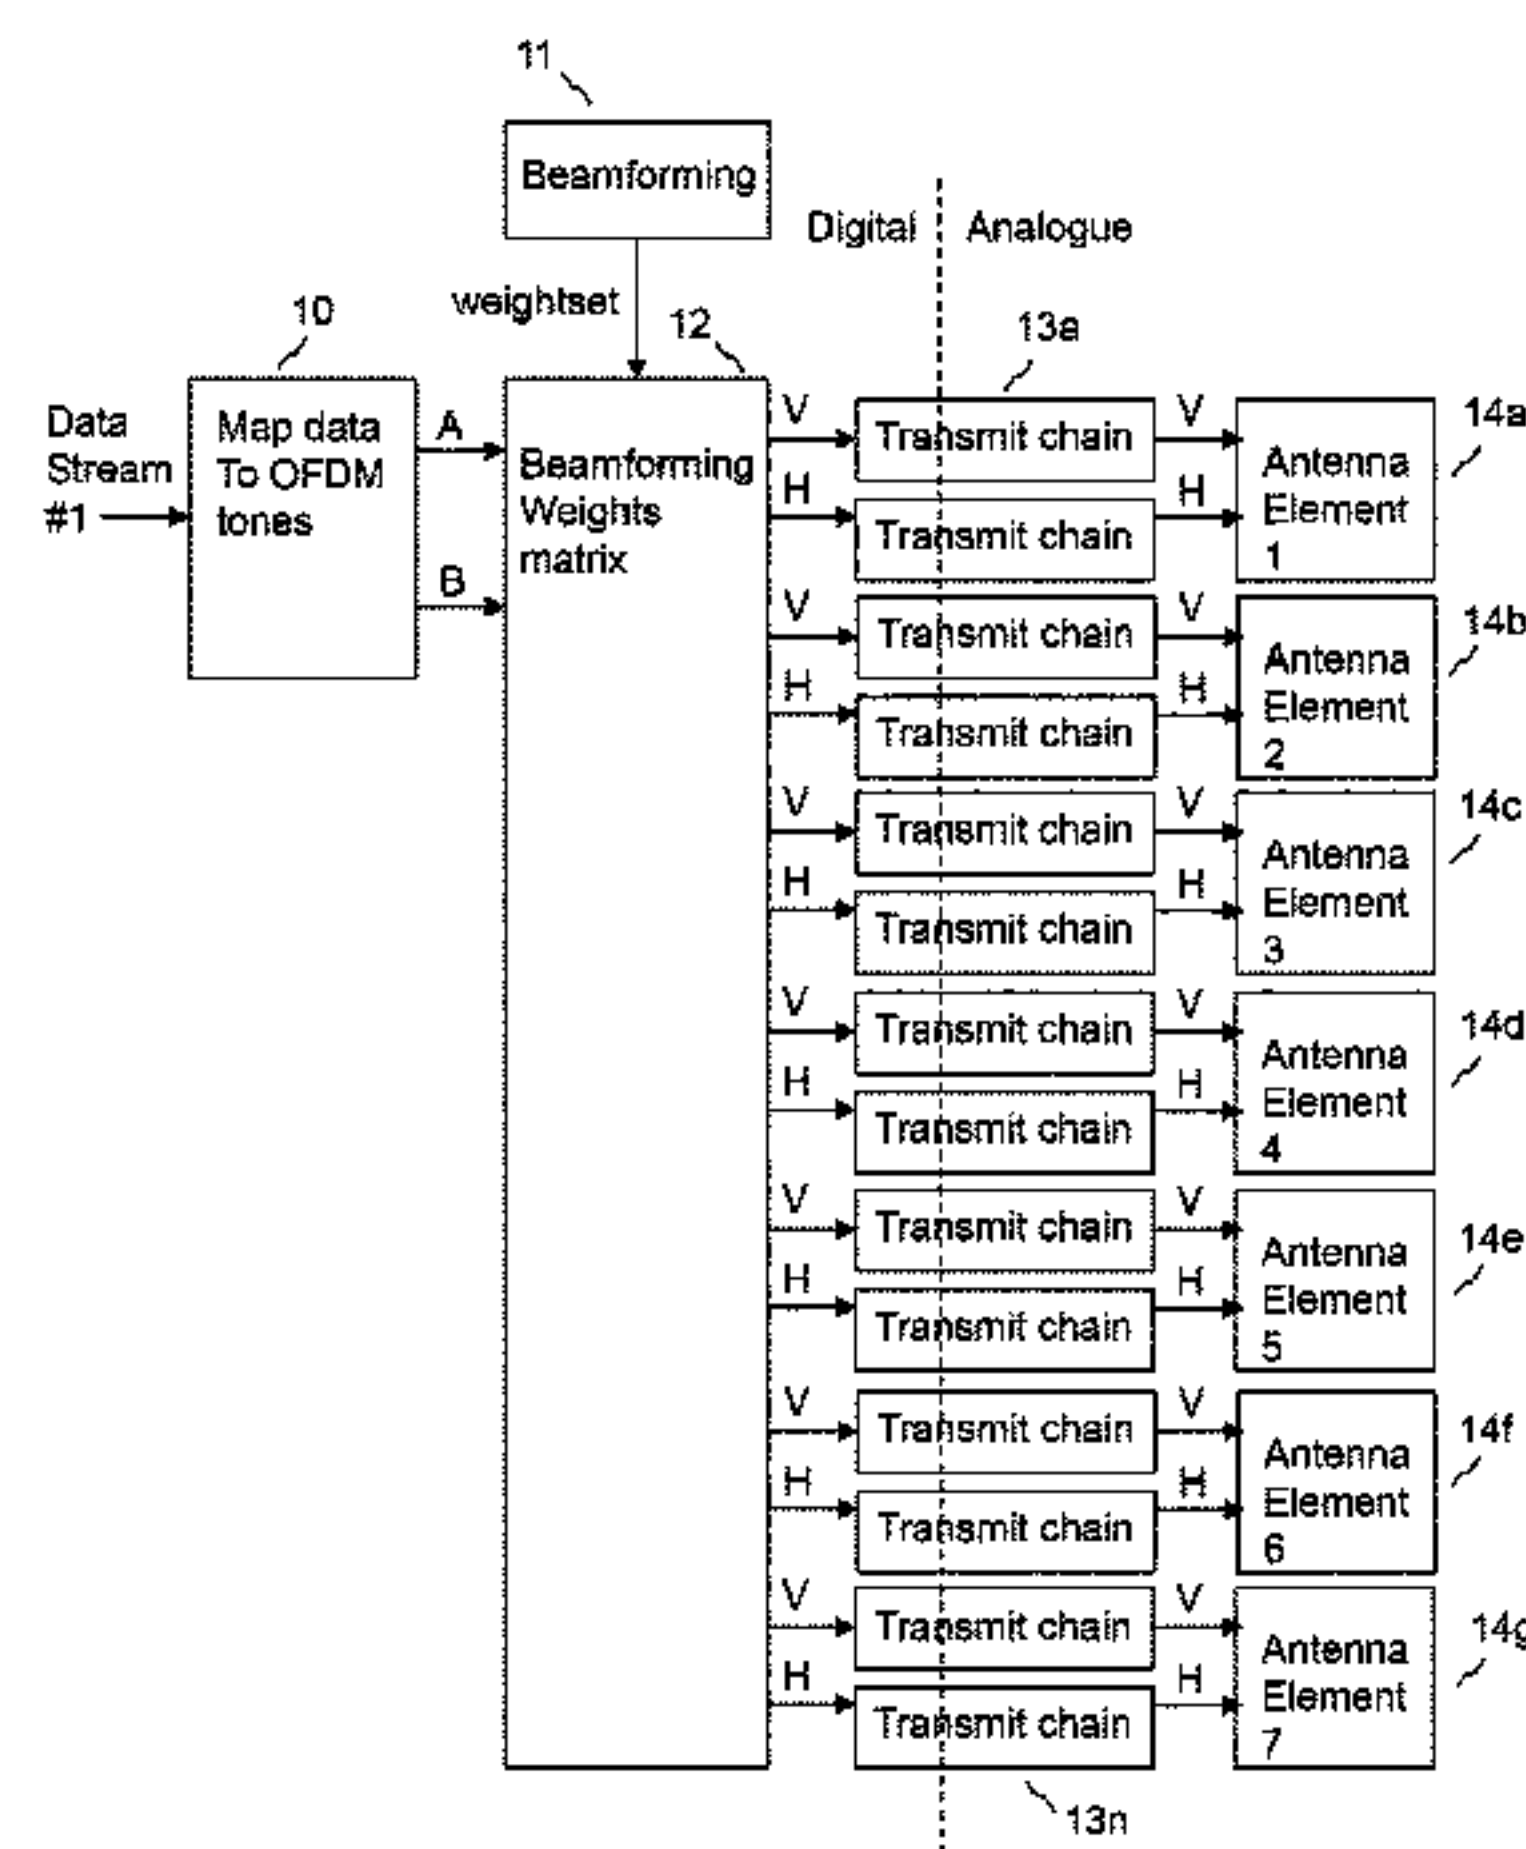 11
Beamforming
Digital
Analogue
weightset
10
12
13a
Data
Stream
#1
Map data
To OFDM
tones
A
B
Beamforming
Weights
matrix
V
Transmit chain
V
H
Transmit chain
H
Antenna
Element
1
14a
V
Transmit chain
V
H
Transmit chain
H
Antenna
Element
2
14b
V
Transmit chain
V
H
Transmit chain
H
Antenna
Element
3
14c
V
Transmit chain
V
H
Transmit chain
H
Antenna
Element
4
14d
V
Transmit chain
V
H
Transmit chain
H
Antenna
Element
5
14e
V
Transmit chain
V
H
Transmit chain
H
Antenna
Element
6
14f
V
Transmit chain
V
H
Transmit chain
H
Antenna
Element
7
14g
13n